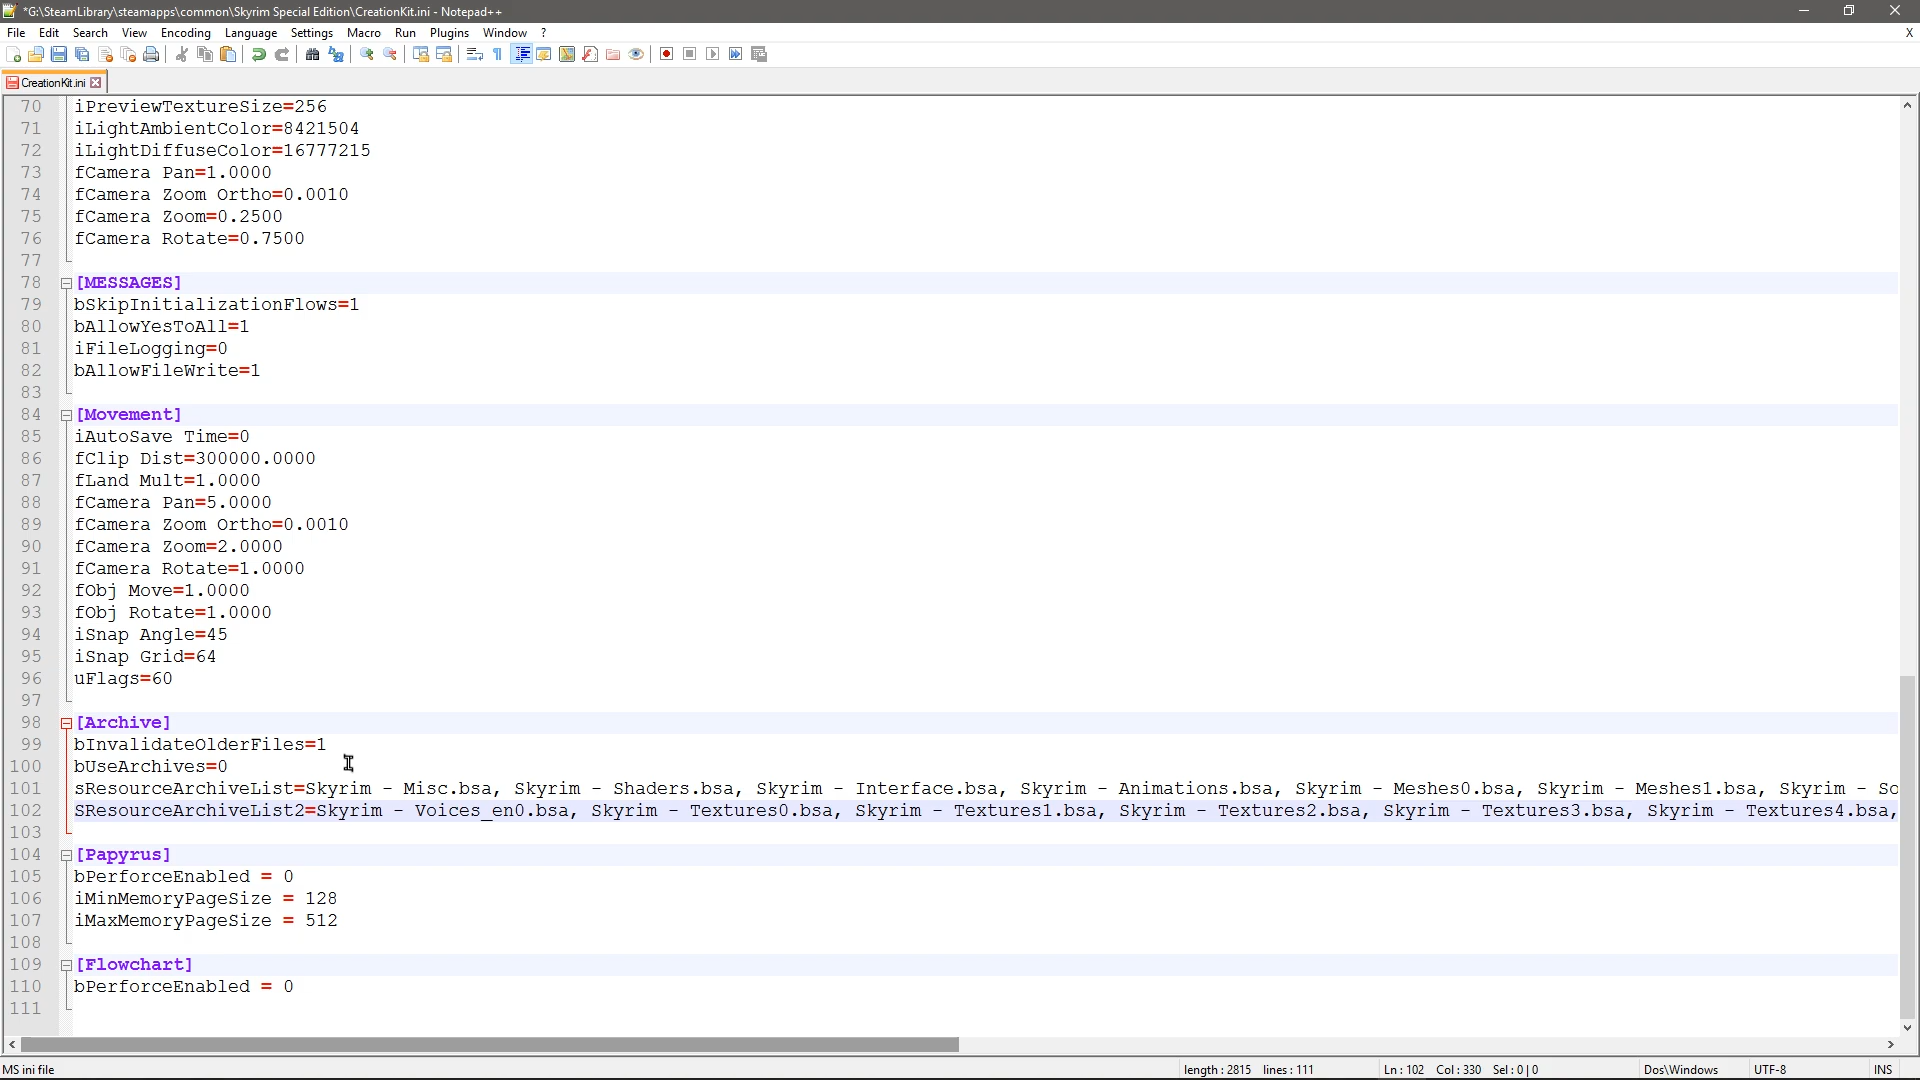 *G:\SteamLibrary\steamapps\common\Skyrim Special Edition\CreationKit.ini - Notepad++
File Edit Search View Encoding Language Settings Macro Run Plugins Window ? X
CreationKit.ini
70 iPreviewTextureSize=256
71 iLightAmbientColor=8421504
72 iLightDiffuseColor=16777215
73 fCamera Pan=1.0000
74 fCamera Zoom Ortho=0.0010
75 fCamera Zoom=0.2500
76 fCamera Rotate=0.7500
77
78 [MESSAGES]
79 bSkipInitializationFlows=1
80 bAllowYesToAll=1
81 iFileLogging=0
82 bAllowFileWrite=1
83
84 [Movement]
85 iAutoSave Time=0
86 fClip Dist=300000.0000
87 fLand Mult=1.0000
88 fCamera Pan=5.0000
89 fCamera Zoom Ortho=0.0010
90 fCamera Zoom=2.0000
91 fCamera Rotate=1.0000
92 fObj Move=1.0000
93 fObj Rotate=1.0000
94 iSnap Angle=45
95 iSnap Grid=64
96 uFlags=60
97
98 [Archive]
99 bInvalidateOlderFiles=1
100 bUseArchives=0
101 sResourceArchiveList=Skyrim - Misc.bsa, Skyrim - Shaders.bsa, Skyrim - Interface.bsa, Skyrim - Animations.bsa, Skyrim - Meshes0.bsa, Skyrim - Meshes1.bsa, Skyrim - So
102 SResourceArchiveList2=Skyrim - Voices_en0.bsa, Skyrim - Textures0.bsa, Skyrim - Textures1.bsa, Skyrim - Textures2.bsa, Skyrim - Textures3.bsa, Skyrim - Textures4.bsa,
103
104 [Papyrus]
105 bPerforceEnabled = 0
106 iMinMemoryPageSize = 128
107 iMaxMemoryPageSize = 512
108
109 [Flowchart]
110 bPerforceEnabled = 0
111
MS ini file length : 2815 lines : 111 Ln : 102 Col : 330 Sel : 0 | 0 Dos\Windows UTF-8 INS